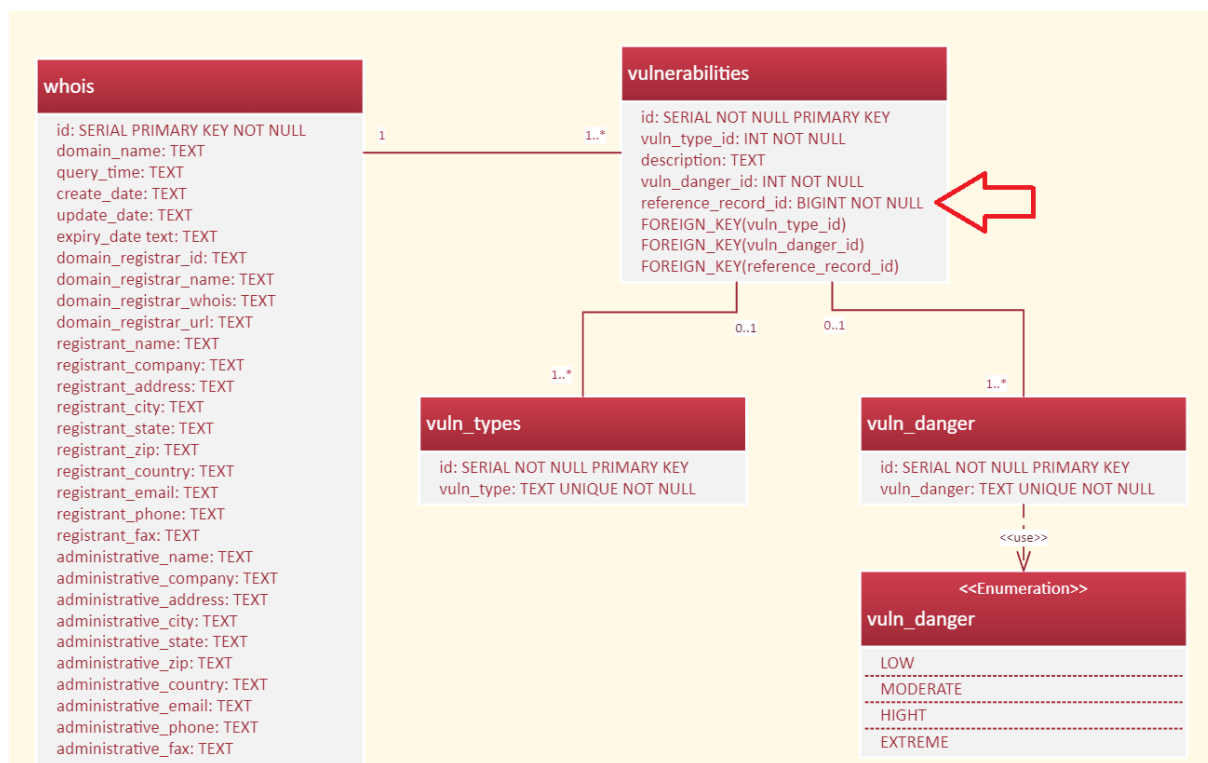 whois
id: SERIAL PRIMARY KEY NOT NULL
domain_name: TEXT
query_time: TEXT
create_date: TEXT
update_date: TEXT
expiry_date text: TEXT
domain_registrar_id: TEXT
domain_registrar_name: TEXT
domain_registrar_whois: TEXT
domain_registrar_url: TEXT
registrant_name: TEXT
registrant_company: TEXT
registrant_address: TEXT
registrant_city: TEXT
registrant_state: TEXT
registrant_zip: TEXT
registrant_country: TEXT
registrant_email: TEXT
registrant_phone: TEXT
registrant_fax: TEXT
administrative_name: TEXT
administrative_company: TEXT
administrative_address: TEXT
administrative_city: TEXT
administrative_state: TEXT
administrative_zip: TEXT
administrative_country: TEXT
administrative_email: TEXT
administrative_phone: TEXT
administrative_fax: TEXT
1
1..*
vulnerabilities
id: SERIAL NOT NULL PRIMARY KEY
vuln_type_id: INT NOT NULL
description: TEXT
vuln_danger_id: INT NOT NULL
reference_record_id: BIGINT NOT NULL
FOREIGN_KEY(vuln_type_id)
FOREIGN_KEY(vuln_danger_id)
FOREIGN_KEY(reference_record_id)
0..1
0..1
1..*
1..*
vuln_types
id: SERIAL NOT NULL PRIMARY KEY
vuln_type: TEXT UNIQUE NOT NULL
vuln_danger
id: SERIAL NOT NULL PRIMARY KEY
vuln_danger: TEXT UNIQUE NOT NULL
<<use>>
<<Enumeration>>
vuln_danger
LOW
MODERATE
HIGHT
EXTREME